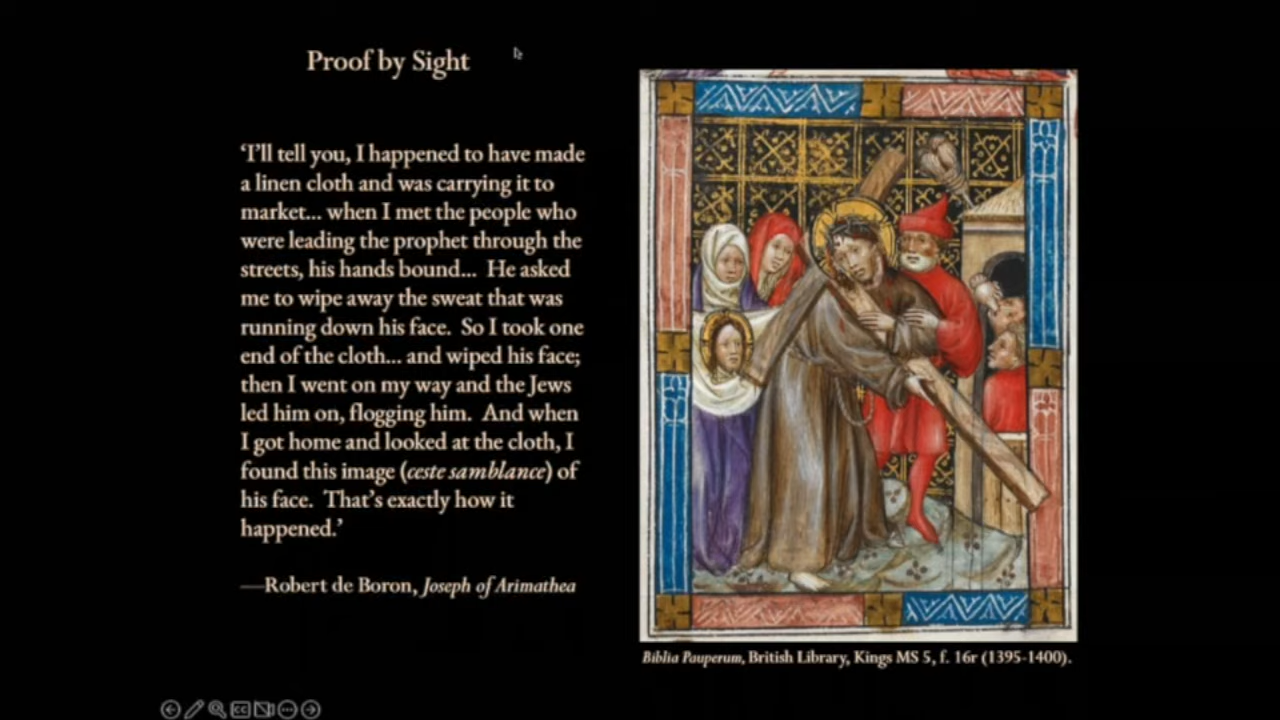 Proof by Sight
‘I’ll tell you, I happened to have made
a linen cloth and was carrying it to
market... when I met the people who
were leading the prophet through the
streets, his hands bound... He asked
me to wipe away the sweat that was
running down his face. So I took one
end of the cloth... and wiped his face;
then I went on my way and the Jews
led him on, flogging him. And when
I got home and looked at the cloth, I
found this image (ceste samblance) of
his face. That’s exactly how it
happened.’
—Robert de Boron, Joseph of Arimathea
Biblia Pauperum, British Library, Kings MS 5, f. 16r (1395-1400).
CC